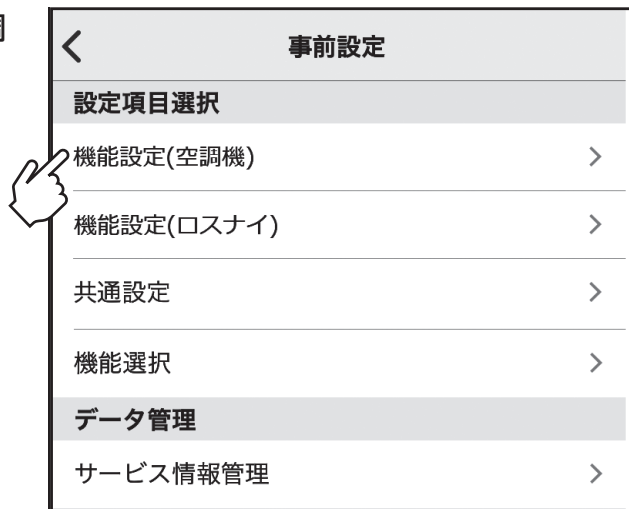 事前設定
設定項目選択
機能設定(空調機)
機能設定(ロスナイ)
共通設定
機能選択
データ管理
サービス情報管理